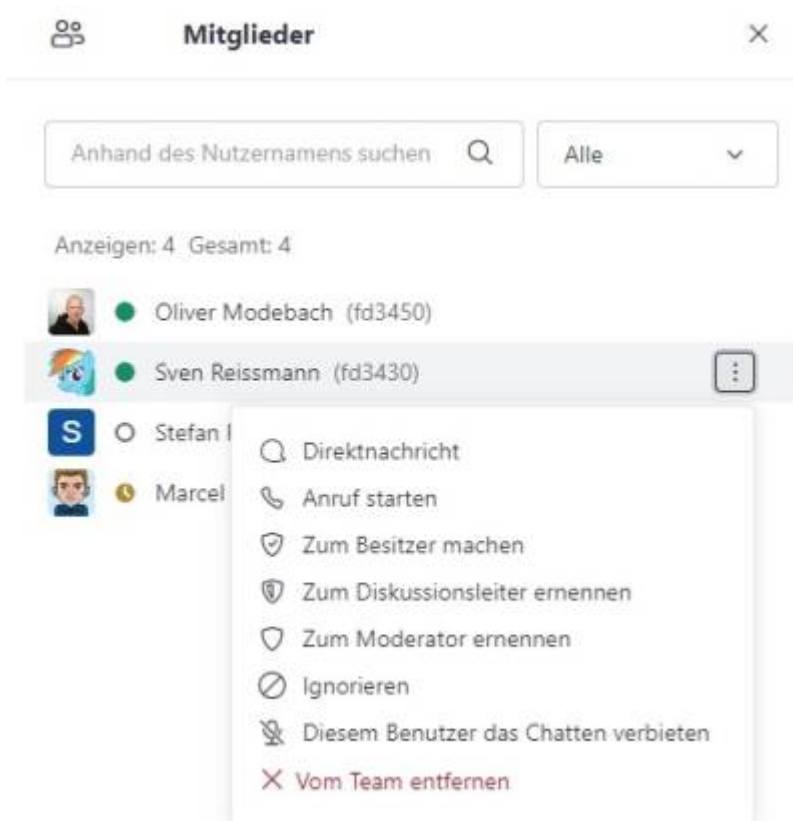 Mitglieder
Anhand des Nutzernamens suchen
Alle
Anzeigen: 4 Gesamt: 4
Oliver Modebach (fd3450)
Sven Reissmann (fd3430)
S Stefan
Marcel
Direktnachricht
Anruf starten
Zum Besitzer machen
Zum Diskussionsleiter ernennen
Zum Moderator ernennen
Ignorieren
Diesem Benutzer das Chatten verbieten
Vom Team entfernen